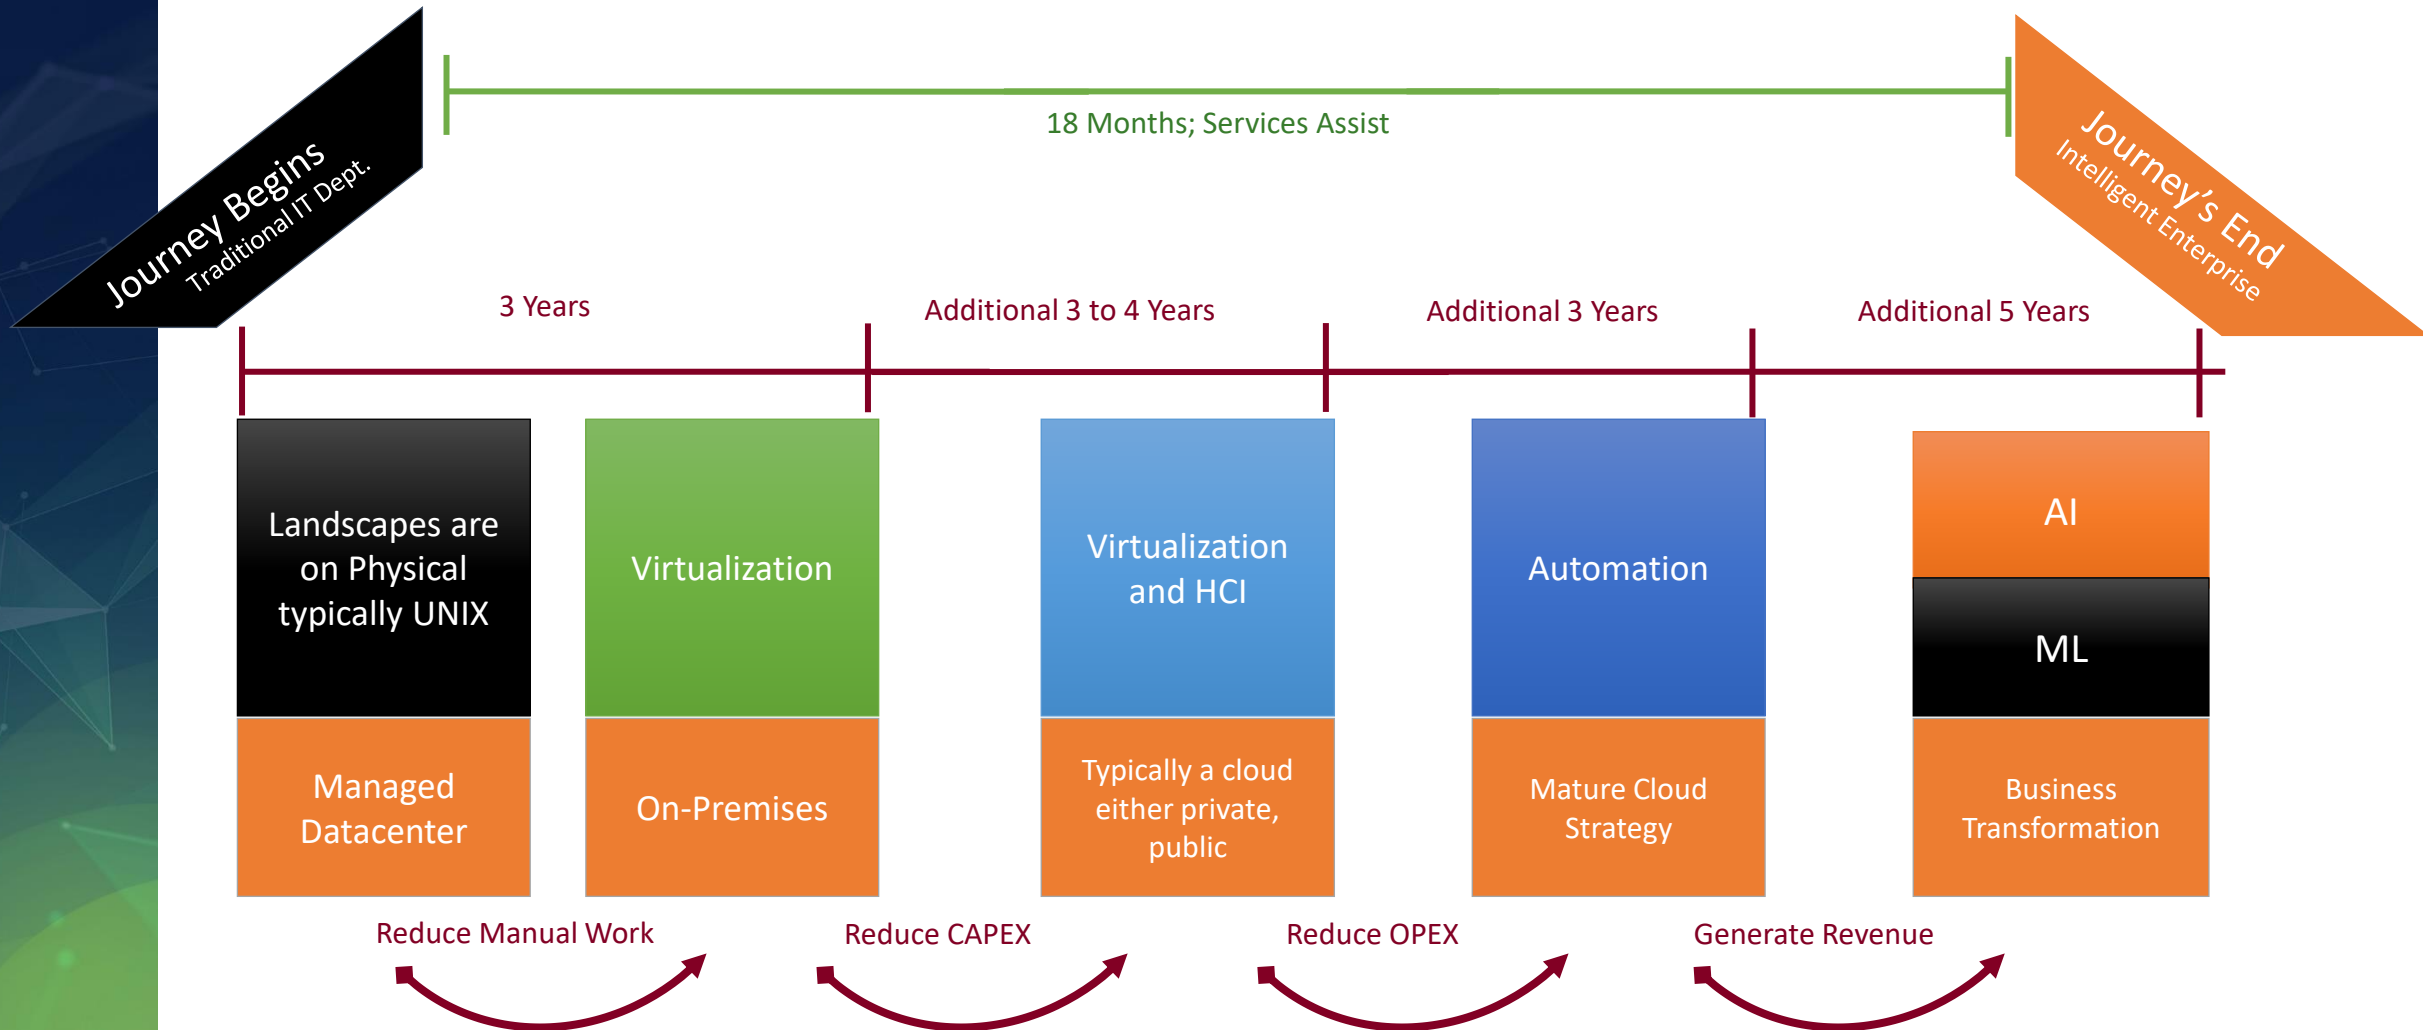 Journey Begins
Traditional IT Dept.
18 Months; Services Assist
Journey's End
Intelligent Enterprise
3 Years
Additional 3 to 4 Years
Additional 3 Years
Additional 5 Years
Landscapes are
on Physical
typically UNIX
Managed
Datacenter
Virtualization
On-Premises
Virtualization
and HCI
Typically a cloud
either private,
public
Automation
Mature Cloud
Strategy
AI
ML
Business
Transformation
Reduce Manual Work
Reduce CAPEX
Reduce OPEX
Generate Revenue